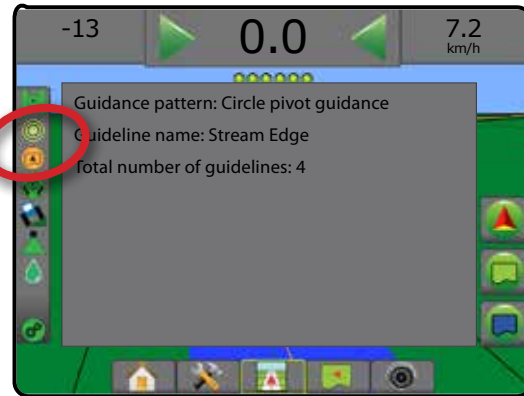 -13
0.0
7.2
km/h
Guidance pattern: Circle pivot guidance
Guideline name: Stream Edge
Total number of guidelines: 4